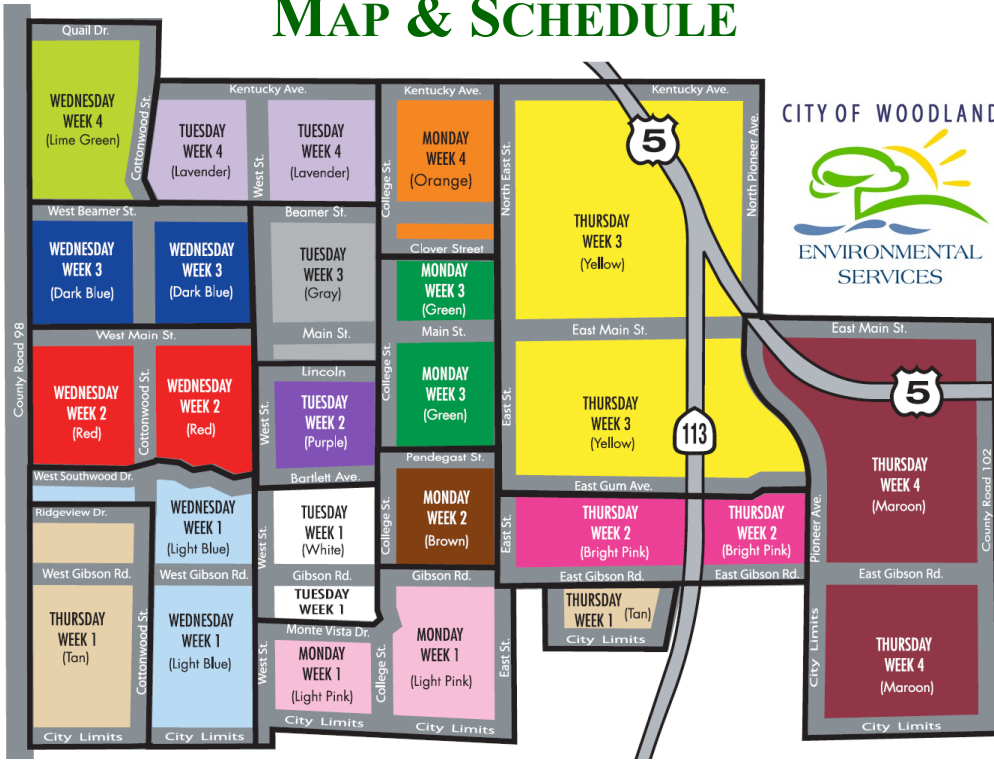 MAP & SCHEDULE
Quail Dr.
Kentucky Ave.
Kentucky Ave.
Kentucky Ave.
WEDNESDAY
WEEK 4
(Lime Green)
Cottonwood St.
TUESDAY
WEEK 4
(Lavender)
West St.
TUESDAY
WEEK 4
(Lavender)
College St.
MONDAY
WEEK 4
(Orange)
North East St.
5
North Pioneer Ave.
CITY OF WOODLAND
ENVIRONMENTAL
SERVICES
THURSDAY
WEEK 3
(Yellow)
West Beamer St.
Beamer St.
Clover Street
WEDNESDAY
WEEK 3
(Dark Blue)
WEDNESDAY
WEEK 3
(Dark Blue)
TUESDAY
WEEK 3
(Gray)
MONDAY
WEEK 3
(Green)
County Road 98
West Main St.
Main St.
Main St.
East Main St.
East Main St.
WEDNESDAY
WEEK 2
(Red)
Cottonwood St.
WEDNESDAY
WEEK 2
(Red)
West St.
Lincoln
TUESDAY
WEEK 2
(Purple)
College St.
MONDAY
WEEK 3
(Green)
East St.
THURSDAY
WEEK 3
(Yellow)
113
5
THURSDAY
WEEK 4
(Maroon)
County Road 102
West Southwood Dr.
Bartlett Ave.
Pendegast St.
East Gum Ave.
Ridgeview Dr.
WEDNESDAY
WEEK 1
(Light Blue)
West St.
TUESDAY
WEEK 1
(White)
College St.
MONDAY
WEEK 2
(Brown)
East St.
THURSDAY
WEEK 2
(Bright Pink)
THURSDAY
WEEK 2
(Bright Pink)
Pioneer Ave.
West Gibson Rd.
West Gibson Rd.
Gibson Rd.
Gibson Rd.
East Gibson Rd.
East Gibson Rd.
East Gibson Rd.
THURSDAY
WEEK 1
(Tan)
Cottonwood St.
WEDNESDAY
WEEK 1
(Light Blue)
West St.
TUESDAY
WEEK 1
Monte Vista Dr.
MONDAY
WEEK 1
(Light Pink)
College St.
MONDAY
WEEK 1
(Light Pink)
East St.
THURSDAY
WEEK 1 (Tan)
City Limits
City Limits
THURSDAY
WEEK 4
(Maroon)
City Limits
City Limits
City Limits
City Limits
City Limits